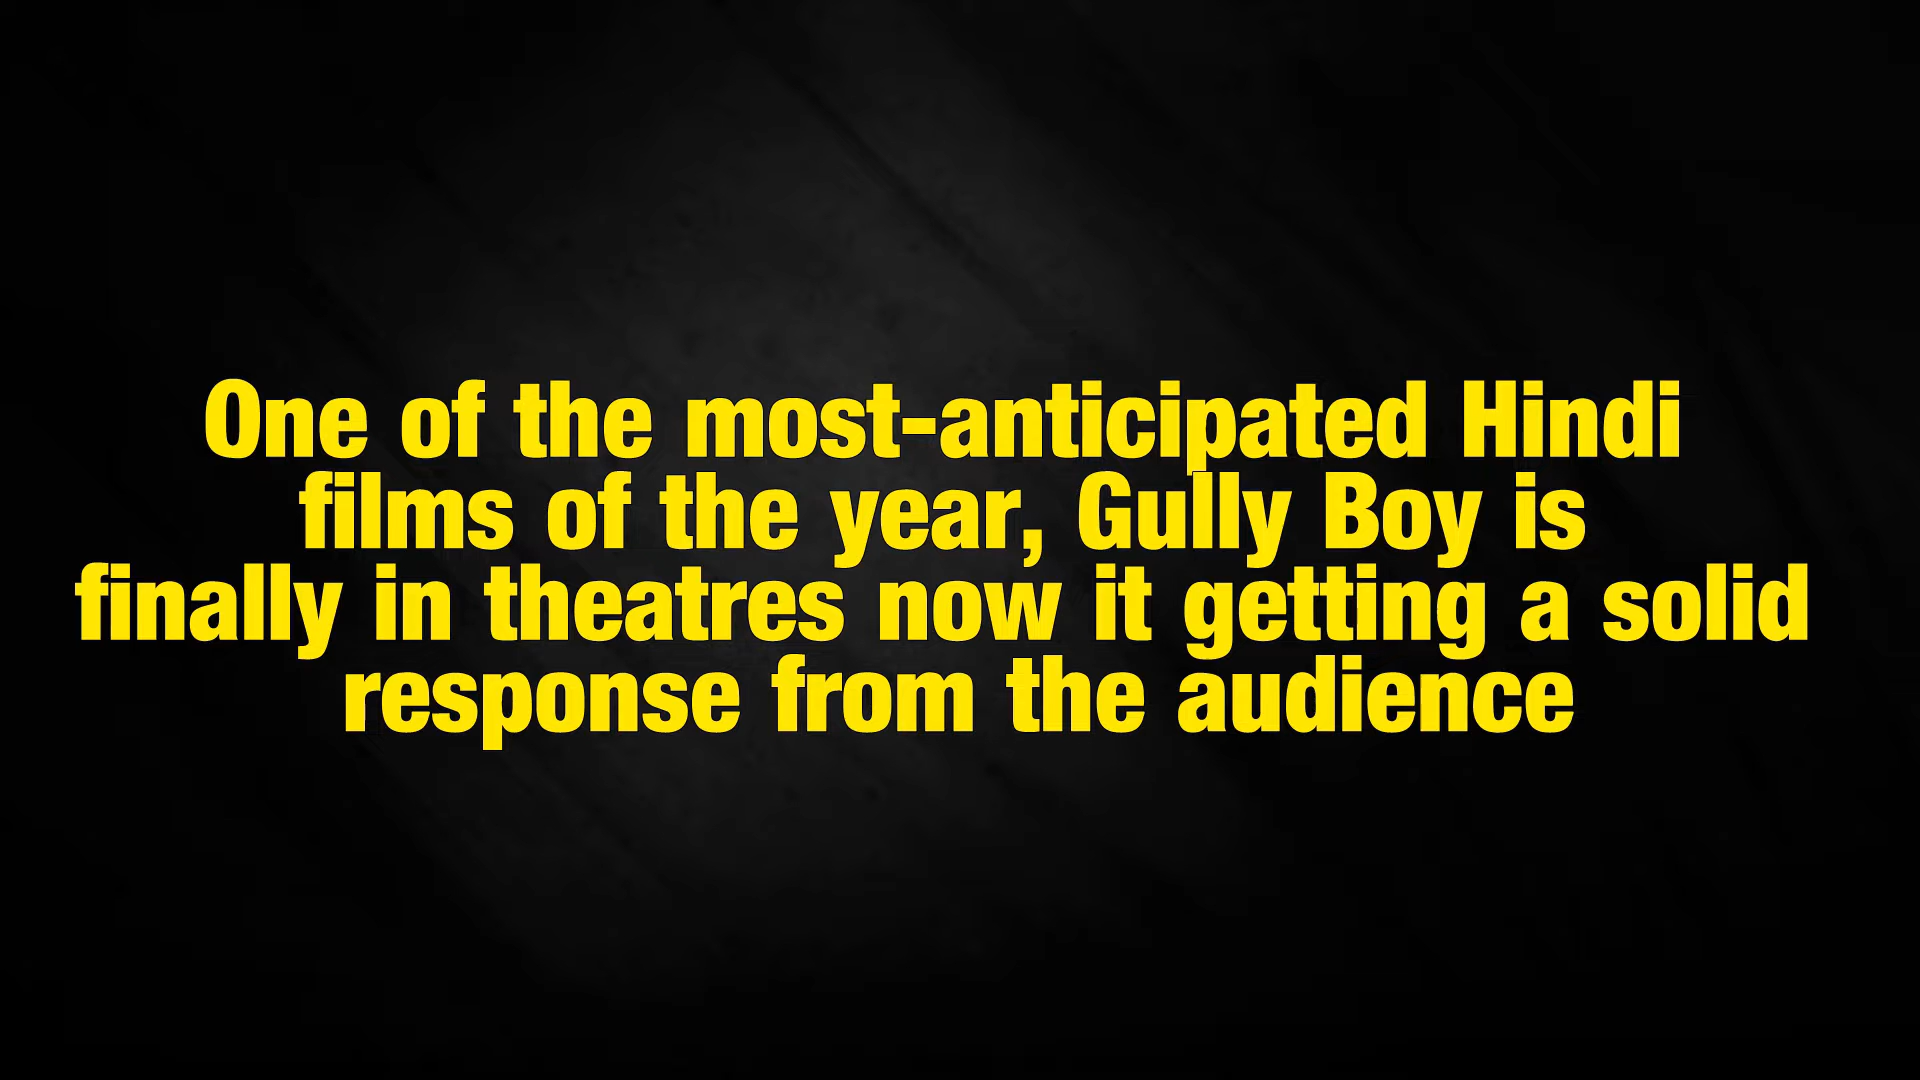 One of the most-anticipated Hindi
films of the year, Gully Boy is
finally in theatres now it getting a solid
response from the audience